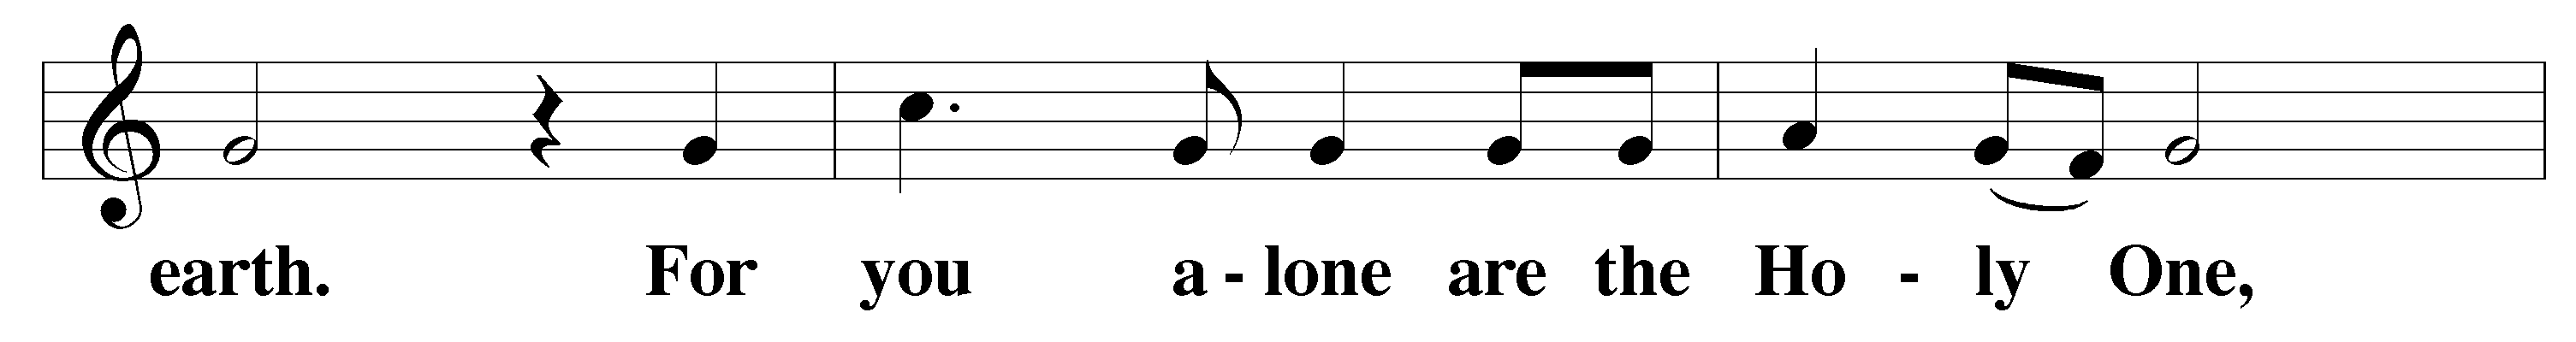 earth. For you a - lone are the Ho - ly One,